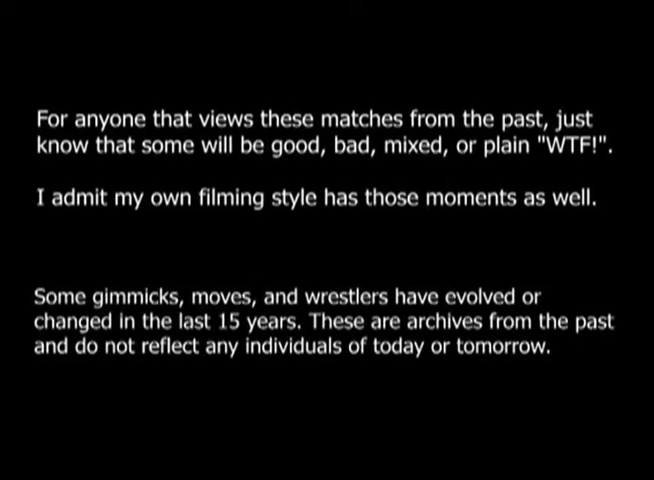 For anyone that views these matches from the past, just
know that some will be good, bad, mixed, or plain "WTF!".
I admit my own filming style has those moments as well.
Some gimmicks, moves, and wrestlers have evolved or
changed in the last 15 years. These are archives from the past
and do not reflect any individuals of today or tomorrow.